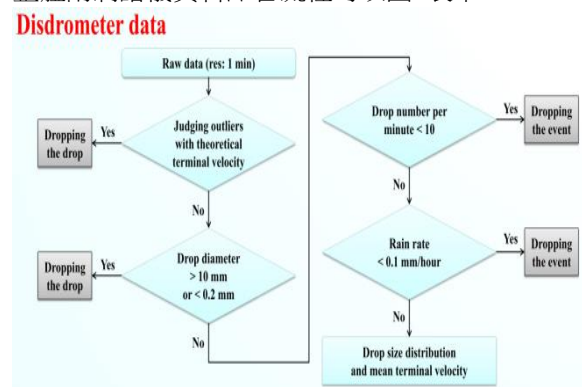 Disdrometer data
Raw data (res: 1 min)
Judging outliers
with theoretical
terminal velocity
Yes
Dropping
the drop
No
Drop diameter
> 10 mm
or < 0.2 mm
Yes
Dropping
the drop
No
Drop number per
minute < 10
Yes
Dropping
the event
No
Rain rate
< 0.1 mm/hour
Yes
Dropping
the event
No
Drop size distribution
and mean terminal velocity